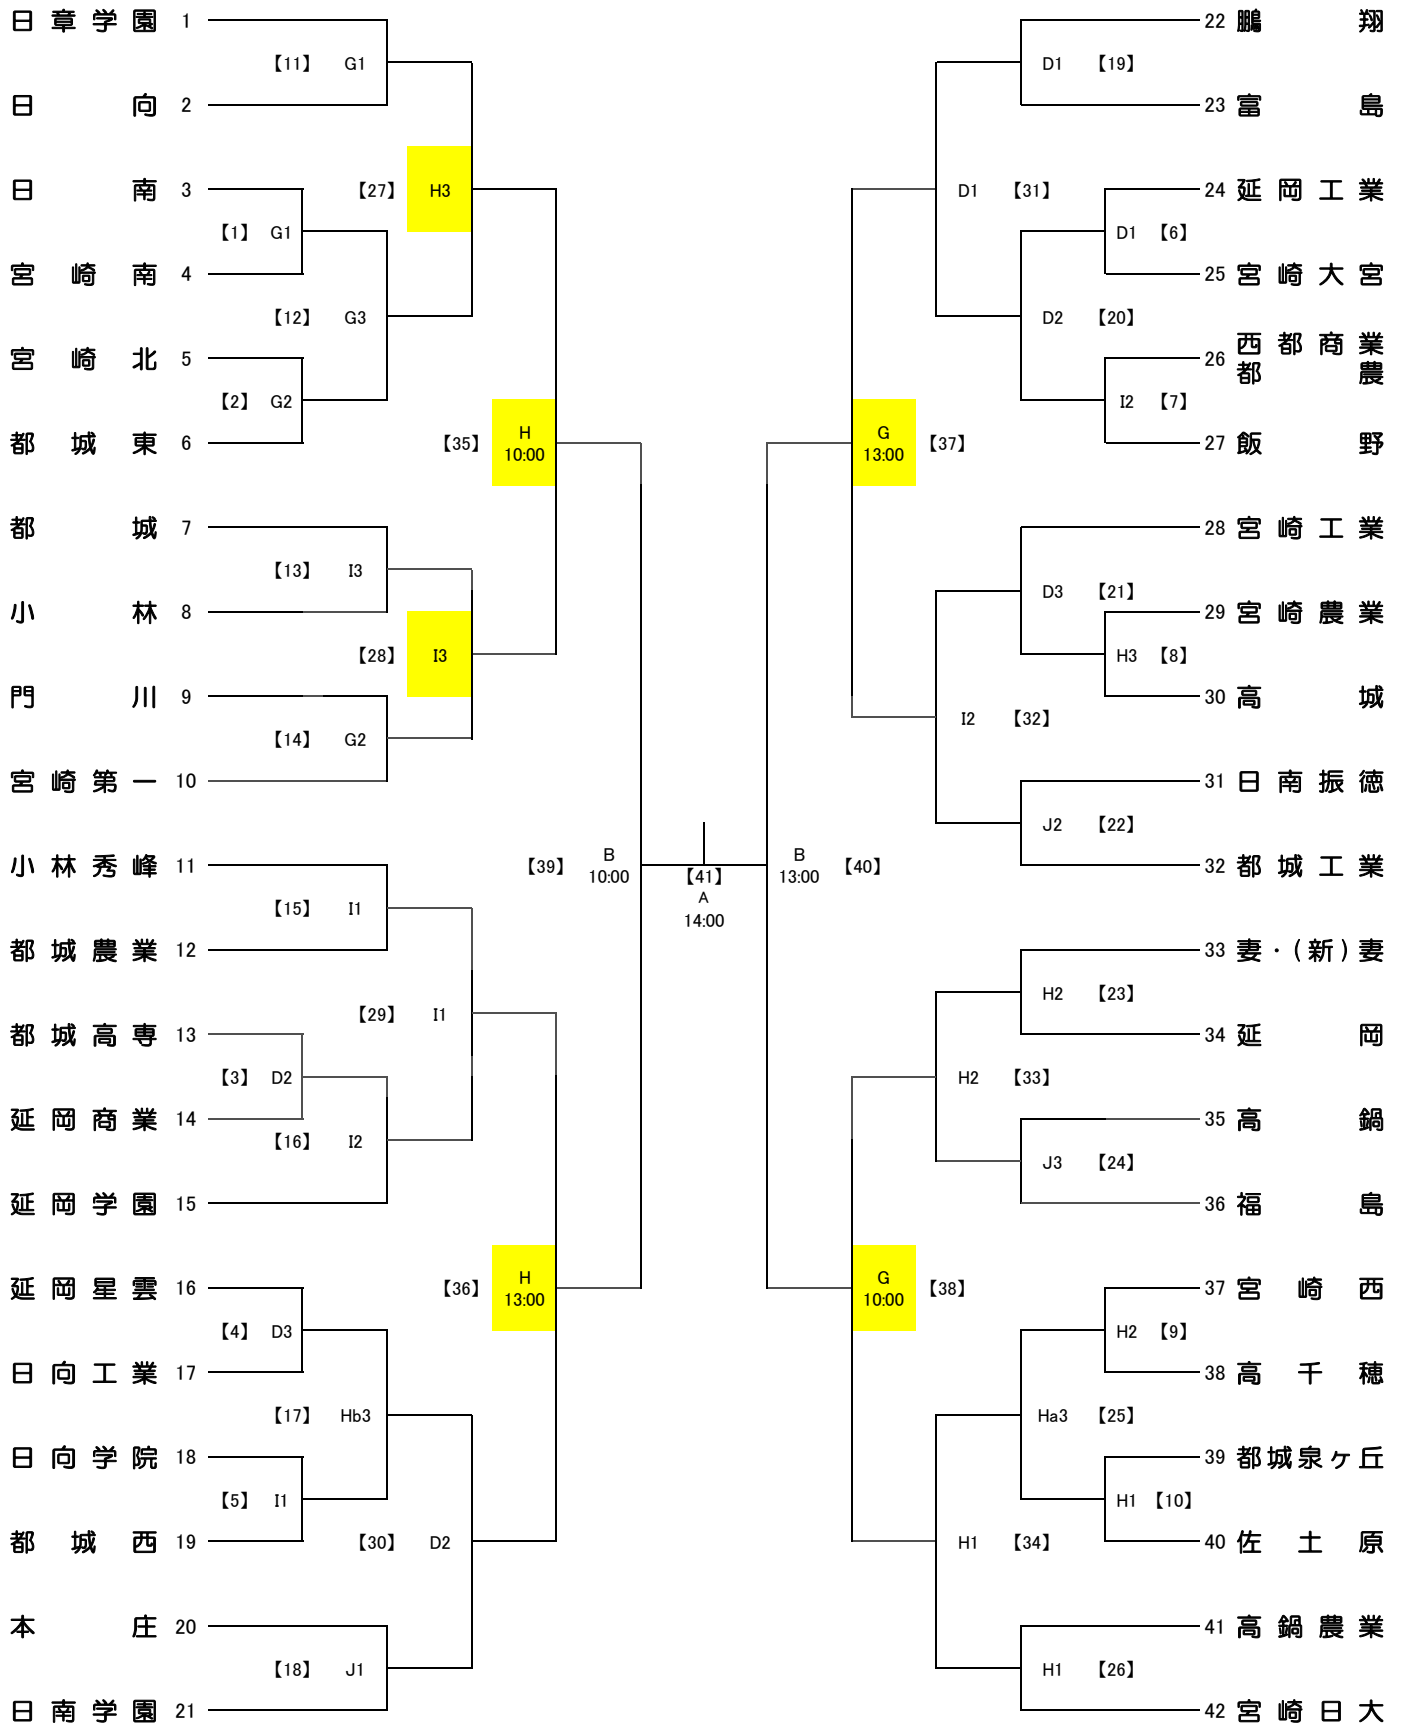 日章学園 1
【11】 G1
日向 2
日南 3
【27】 H3
【1】 G1
宮崎南 4
【12】 G3
宮崎北 5
【2】 G2
都城東 6
【35】 H
10:00
都城 7
【13】 I3
小林 8
【28】 I3
門川 9
【14】 G2
宮崎第一 10
小林秀峰 11
【39】 B
10:00
【15】 I1
都城農業 12
【29】 I1
都城高専 13
【3】 D2
延岡商業 14
【16】 I2
延岡学園 15
延岡星雲 16
【36】 H
13:00
【4】 D3
日向工業 17
【17】 Hb3
日向学院 18
【5】 I1
都城西 19
【30】 D2
本庄 20
【18】 J1
日南学園 21
【41】
A
14:00
22 鵬翔
D1 【19】
23 富島
D1 【31】
24 延岡工業
D1 【6】
25 宮崎大宮
D2 【20】
26 西都商業
都農
I2 【7】
27 飯野
G
13:00 【37】
28 宮崎工業
D3 【21】
29 宮崎農業
H3 【8】
30 高城
I2 【32】
31 日南振徳
J2 【22】
32 都城工業
B
13:00 【40】
33 妻・(新)妻
H2 【23】
34 延岡
H2 【33】
35 高鍋
J3 【24】
36 福島
G
10:00 【38】
37 宮崎西
H2 【9】
38 高千穂
Ha3 【25】
39 都城泉ヶ丘
H1 【10】
40 佐土原
H1 【34】
41 高鍋農業
H1 【26】
42 宮崎日大